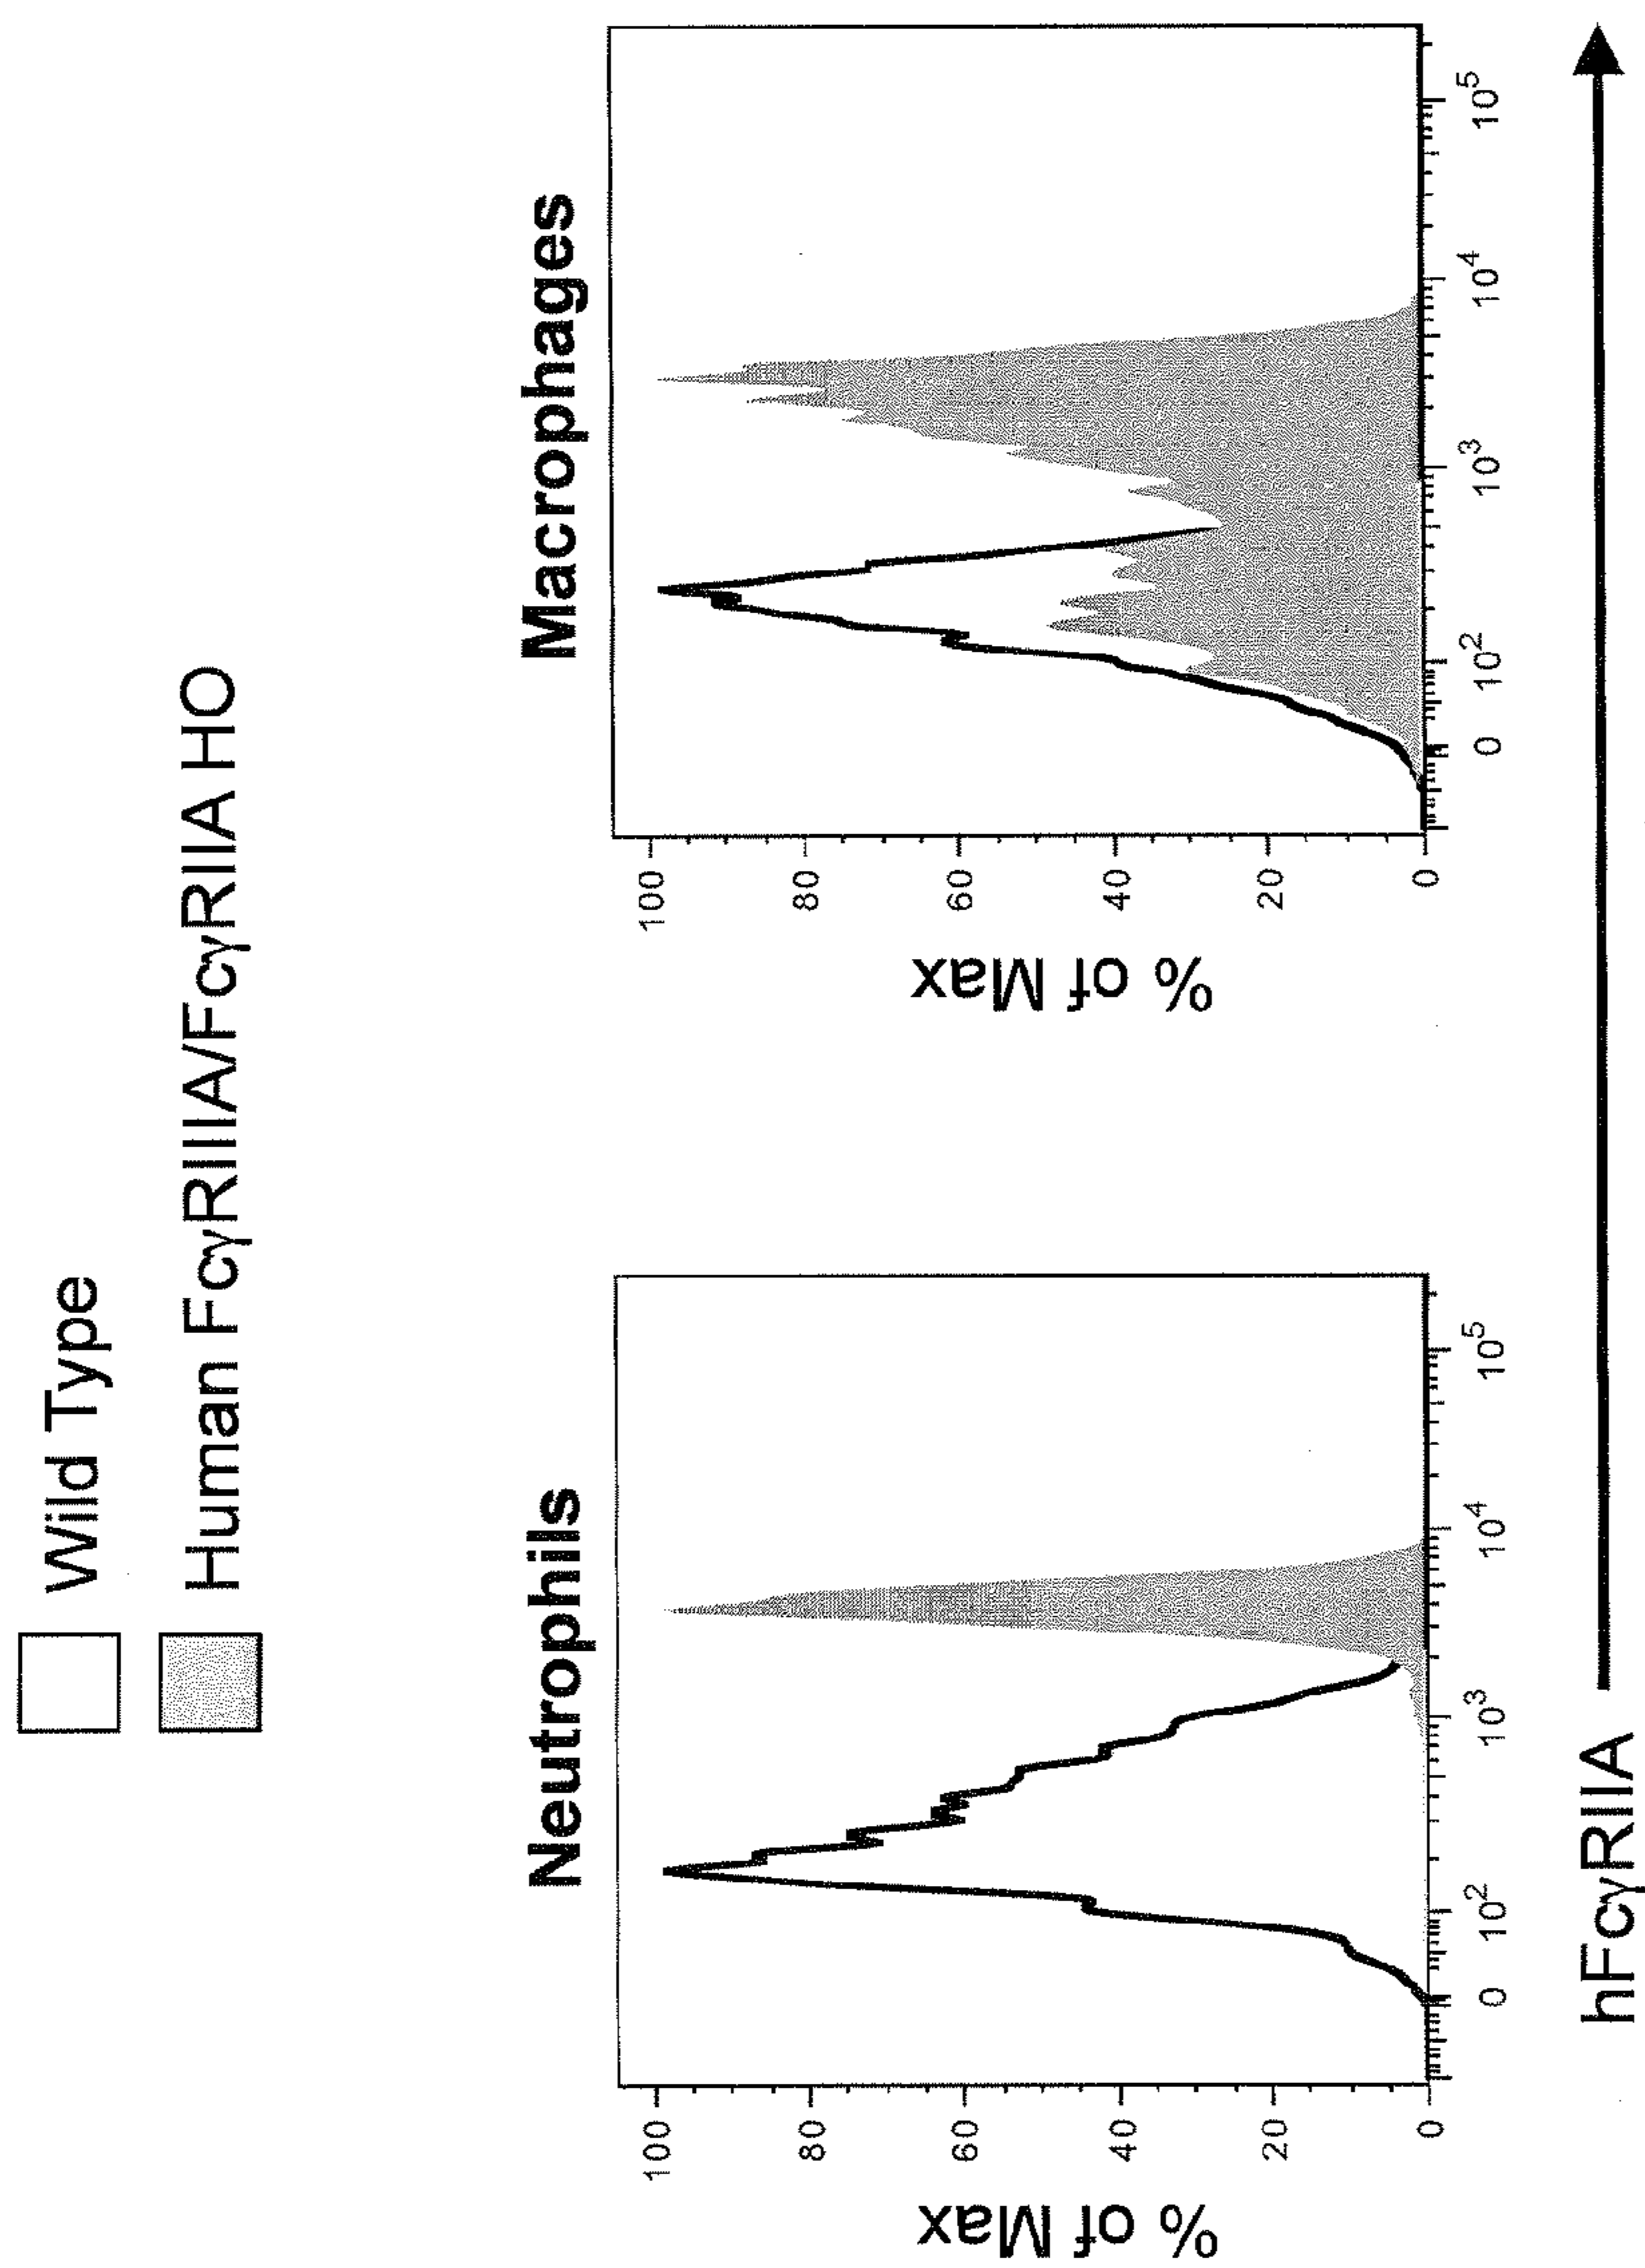 Wild Type
Human FcγRIIIA/FcγRIIA HO
Neutrophils
% of Max
100
80
60
40
20
0
0 10² 10³ 10⁴ 10⁵
Macrophages
% of Max
100
80
60
40
20
0
0 10² 10³ 10⁴ 10⁵
hFcγRIIA